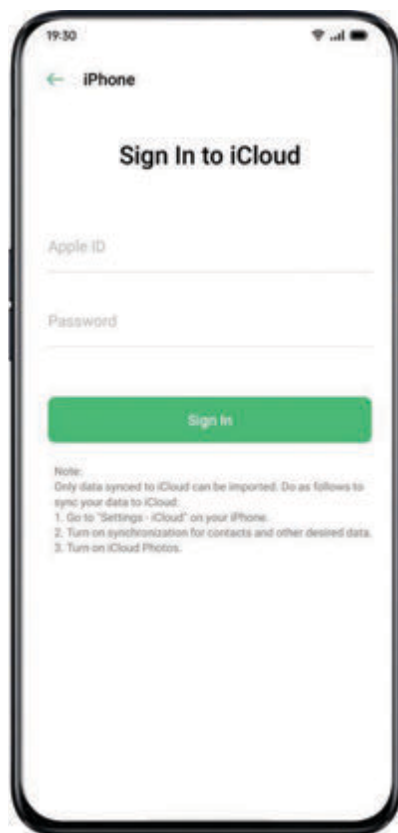 19:30
← iPhone
Sign In to iCloud
Apple ID
Password
Sign In
Note:
Only data synced to iCloud can be imported. Do as follows to
sync your data to iCloud:
1. Go to "Settings - iCloud" on your iPhone.
2. Turn on synchronization for contacts and other desired data.
3. Turn on iCloud Photos.